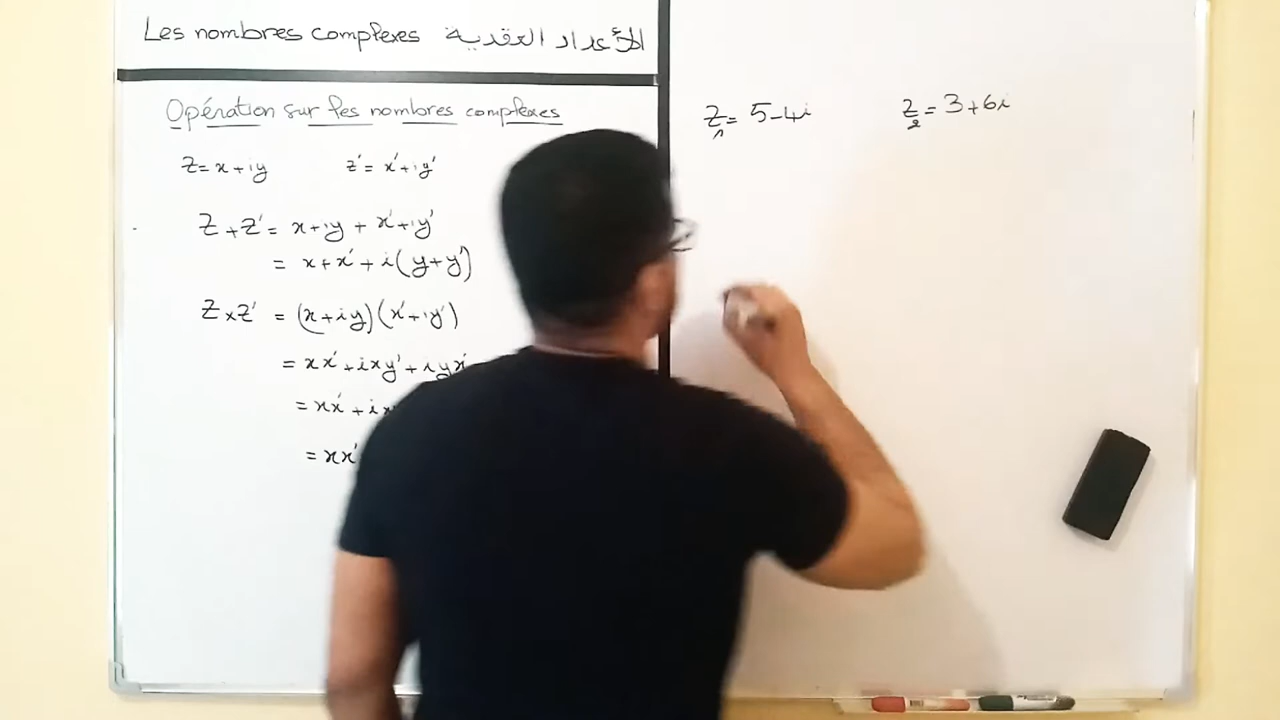 Les nombres complexes الأعداد العقدية
Opération sur les nombres complexes
Z = x + iy z' = x' + iy'
Z + Z' = x + iy + x' + iy'
= x + x' + i(y + y')
Z × Z' = (x + iy)(x' + iy')
= xx' + ixy' + iyx'
= xx' + ix
= xx'
Z₁ = 5 - 4i Z₂ = 3 + 6i